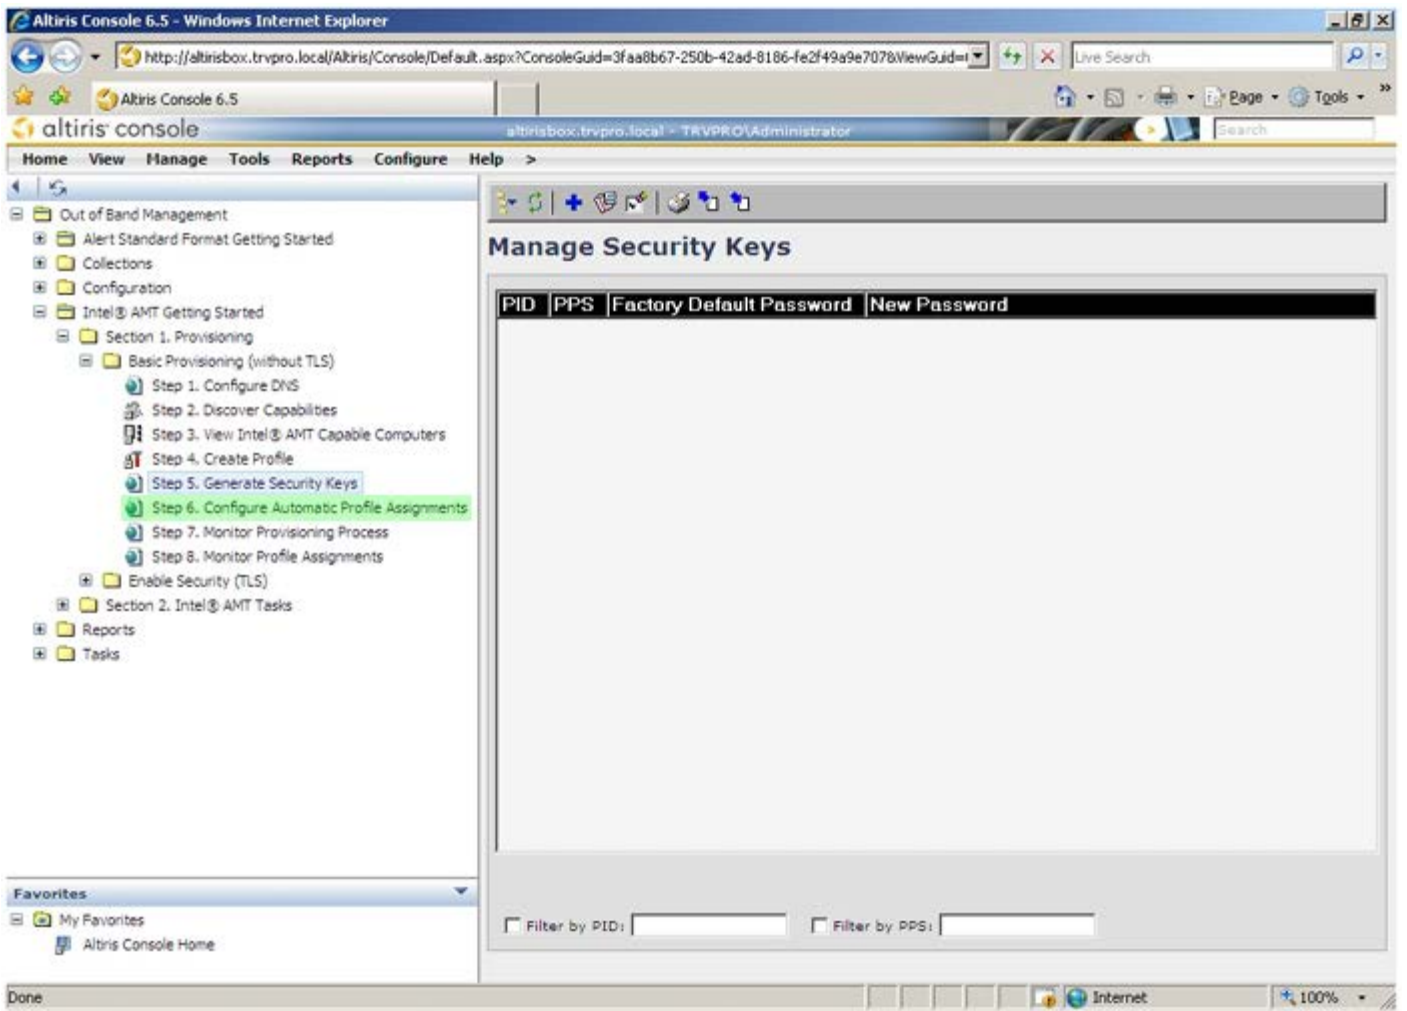 Altiris Console 6.5 - Windows Internet Explorer
http://altirisbox.trvpro.local/Altiris/Console/Default.aspx?ConsoleGuid=3faa8b67-250b-42ad-8186-fe2f49a9e707&ViewGuid=
Live Search
Altiris Console 6.5
Page
Tools
altiris console
altirisbox.trvpro.local - TRVPRO\Administrator
Search
Home View Manage Tools Reports Configure Help >
Out of Band Management
Alert Standard Format Getting Started
Collections
Configuration
Intel® AMT Getting Started
Section 1. Provisioning
Basic Provisioning (without TLS)
Step 1. Configure DNS
Step 2. Discover Capabilities
Step 3. View Intel® AMT Capable Computers
Step 4. Create Profile
Step 5. Generate Security Keys
Step 6. Configure Automatic Profile Assignments
Step 7. Monitor Provisioning Process
Step 8. Monitor Profile Assignments
Enable Security (TLS)
Section 2. Intel® AMT Tasks
Reports
Tasks
Manage Security Keys
PID PPS Factory Default Password New Password
Filter by PID:
Filter by PPS:
Favorites
My Favorites
Altiris Console Home
Done
Internet
100%